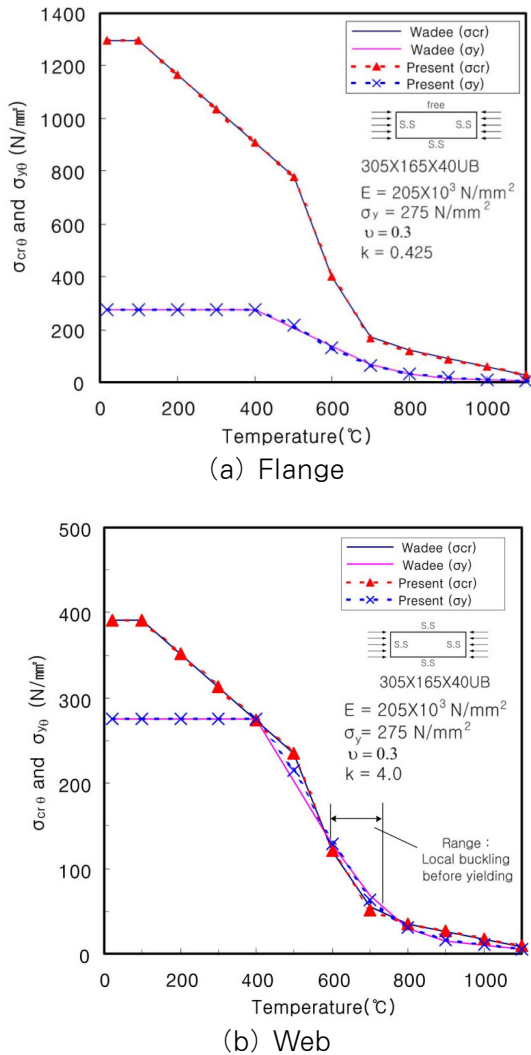 1400
1200
1000
800
600
400
200
0
σcrθ and σyθ (N/mm²)
Wadee (σcr)
Wadee (σy)
Present (σcr)
Present (σy)
free
S.S
S.S
S.S
305X165X40UB
E = 205X10³ N/mm²
σy = 275 N/mm²
υ = 0.3
k = 0.425
0 200 400 600 800 1000
Temperature(℃)
(a) Flange
500
400
300
200
100
0
σcrθ and σyθ (N/mm²)
Wadee (σcr)
Wadee (σy)
Present (σcr)
Present (σy)
S.S
S.S
S.S
S.S
305X165X40UB
E = 205X10³ N/mm²
σy= 275 N/mm²
υ = 0.3
k = 4.0
Range :
Local buckling
before yielding
0 200 400 600 800 1000
Temperature(℃)
(b) Web